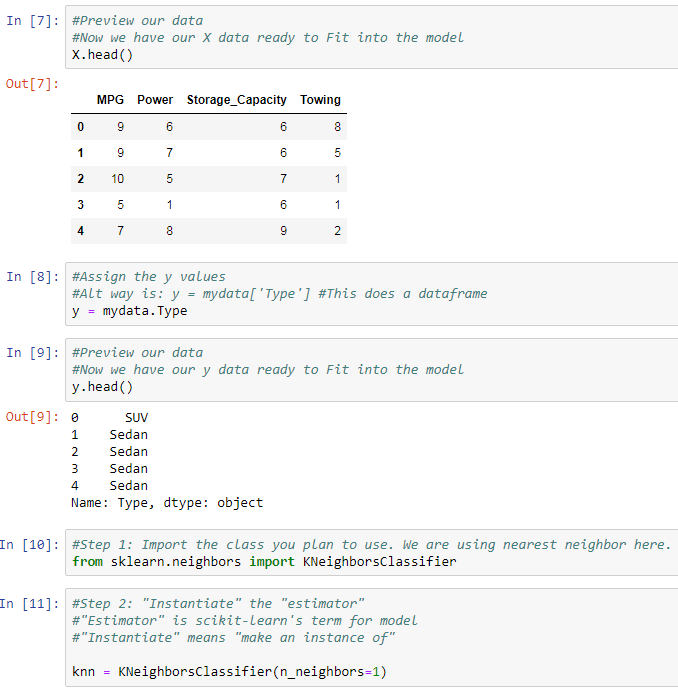 In [7]: #Preview our data
#Now we have our X data ready to Fit into the model
X.head()
Out[7]:
MPG Power Storage_Capacity Towing
0 9 6 6 8
1 9 7 6 5
2 10 5 7 1
3 5 1 6 1
4 7 8 9 2
In [8]: #Assign the y values
#Alt way is: y = mydata['Type'] #This does a dataframe
y = mydata.Type
In [9]: #Preview our data
#Now we have our y data ready to Fit into the model
y.head()
Out[9]: 0 SUV
1 Sedan
2 Sedan
3 Sedan
4 Sedan
Name: Type, dtype: object
In [10]: #Step 1: Import the class you plan to use. We are using nearest neighbor here.
from sklearn.neighbors import KNeighborsClassifier
In [11]: #Step 2: "Instantiate" the "estimator"
#"Estimator" is scikit-learn's term for model
#"Instantiate" means "make an instance of"
knn = KNeighborsClassifier(n_neighbors=1)